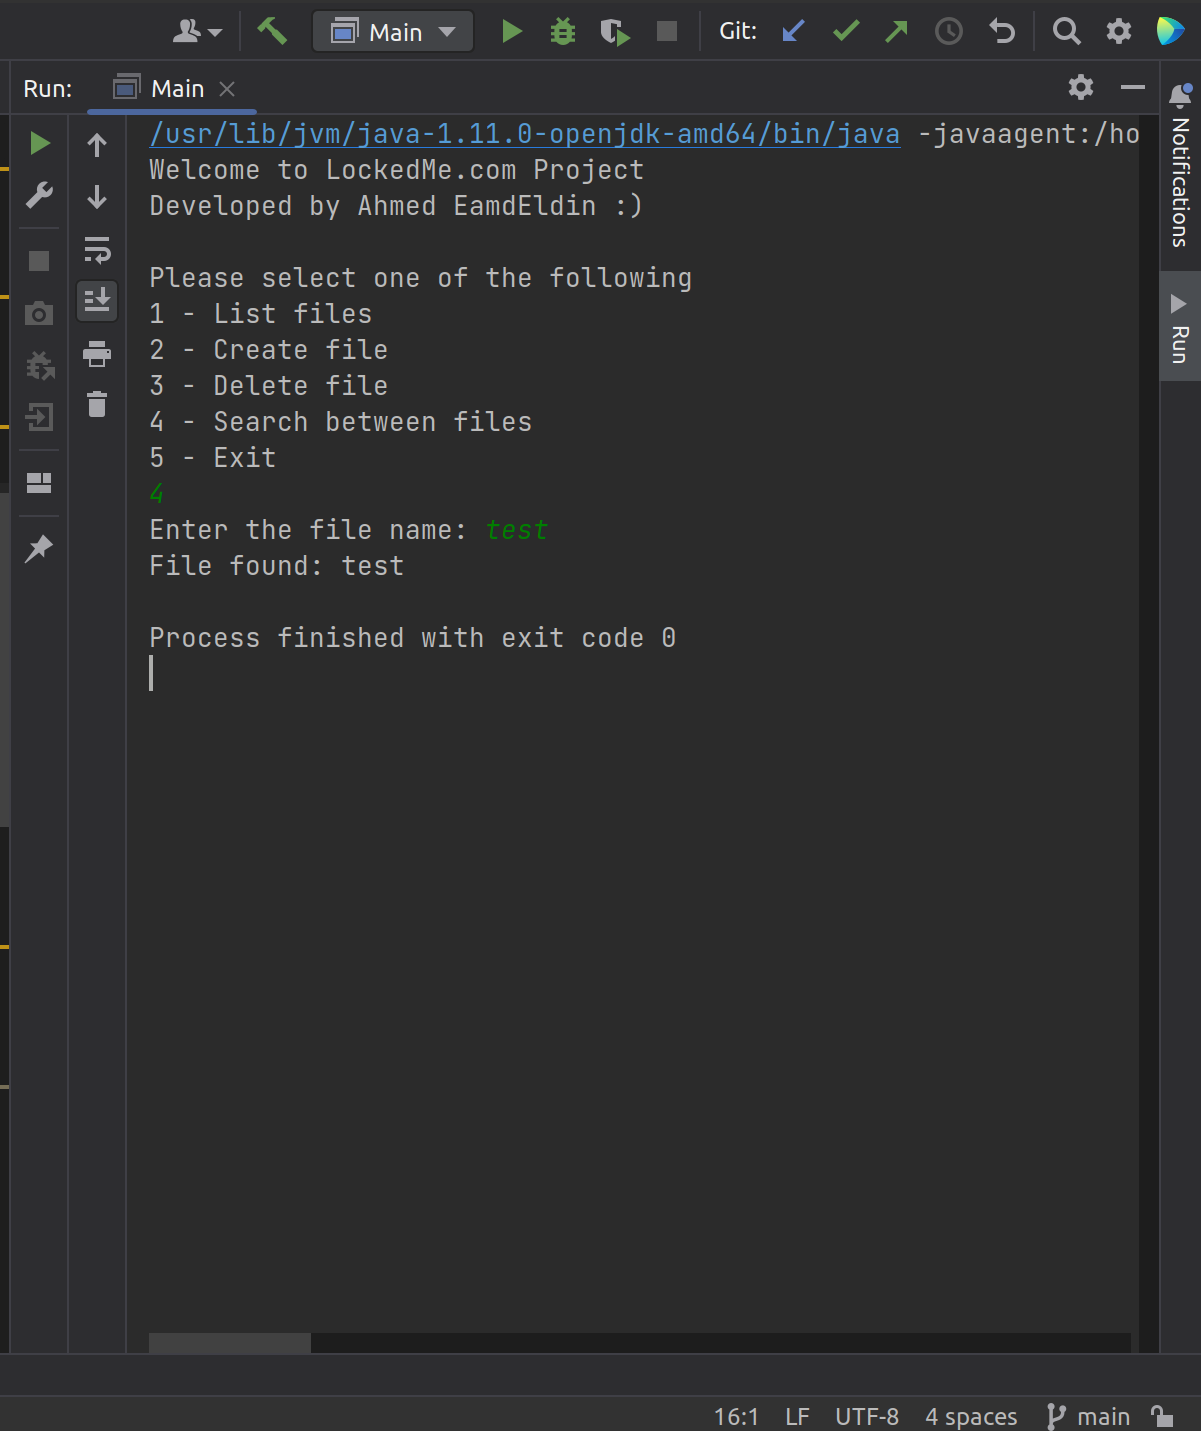 Main
Git:
Run:
Main
/usr/lib/jvm/java-1.11.0-openjdk-amd64/bin/java -javaagent:/ho
Welcome to LockedMe.com Project
Developed by Ahmed EamdEldin :)
Please select one of the following
1 - List files
2 - Create file
3 - Delete file
4 - Search between files
5 - Exit
4
Enter the file name: test
File found: test
Process finished with exit code 0
Notifications
Run
16:1 LF UTF-8 4 spaces main